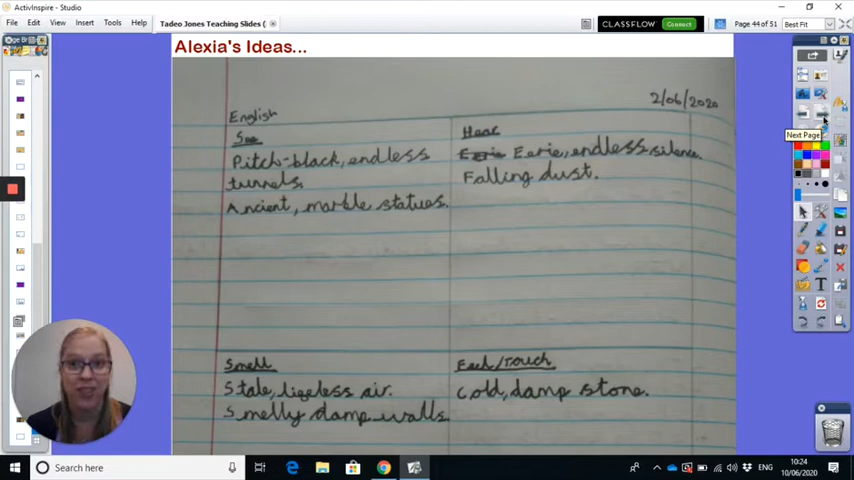 ActivInspire - Studio
File Edit View Insert Tools Help
Tadeo Jones Teaching Slides (
CLASSFLOW Connect
Page 44 of 51
Best Fit
Alexia's Ideas...
Next Page
2/06/2020
English
See
Pitch-black, endless
tunnels.
Ancient, marble statues.
Hear
Eerie Eerie, endless silence.
Falling dust.
Smell
Stale, ligeless air.
Smelly damp walls.
Feel/Touch
Cold, damp stone.
Search here
ENG
10:24
10/06/2020